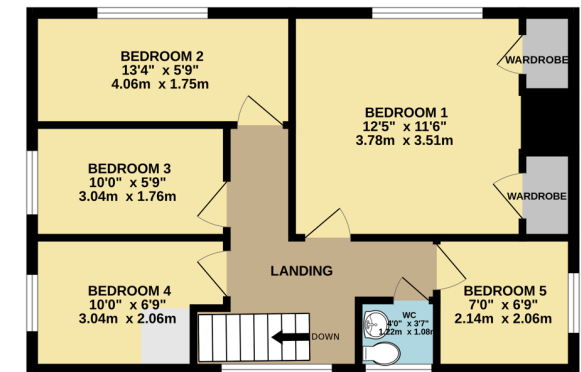 BEDROOM 2
13'4" x 5'9"
4.06m x 1.75m
WARDROBE
BEDROOM 1
12'5" x 11'6"
3.78m x 3.51m
BEDROOM 3
10'0" x 5'9"
3.04m x 1.76m
WARDROBE
LANDING
BEDROOM 4
10'0" x 6'9"
3.04m x 2.06m
BEDROOM 5
7'0" x 6'9"
2.14m x 2.06m
WC
4'0" x 3'7"
1.22m x 1.08m
DOWN